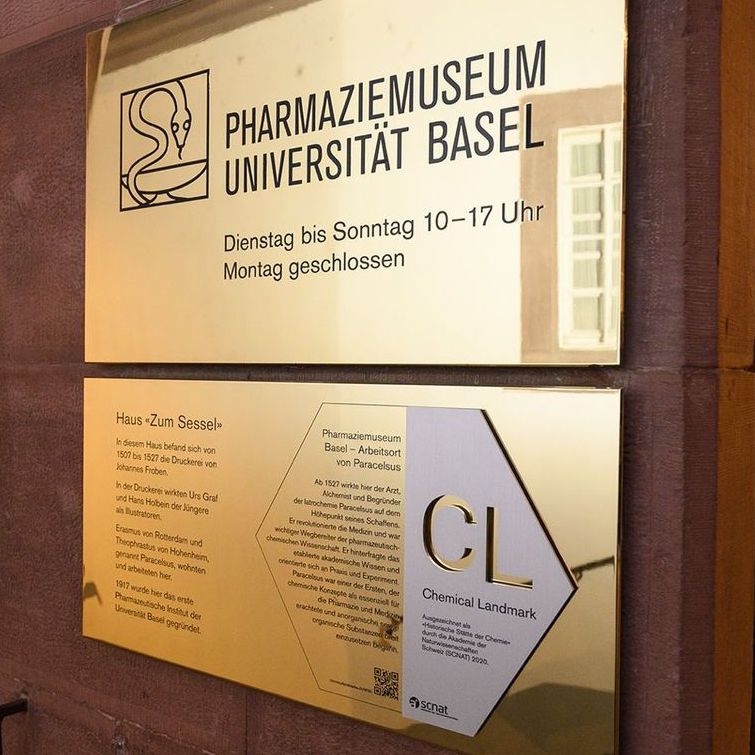 PHARMAZIEMUSEUM
UNIVERSITÄT BASEL
Dienstag bis Sonntag 10–17 Uhr
Montag geschlossen
Haus «Zum Sessel»
In diesem Haus befand sich von
1507 bis 1527 die Druckerei von
Johannes Froben.
In der Druckerei wirkten Urs Graf
und Hans Holbein der Jüngere
als Illustratoren.
Erasmus von Rotterdam und
Theophrastus von Hohenheim,
genannt Paracelsus, wohnten
und arbeiteten hier.
1917 wurde hier das erste
Pharmazeutische Institut der
Universität Basel gegründet.
Pharmaziemuseum
Basel – Arbeitsort
von Paracelsus
Ab 1527 wirkte hier der Arzt,
Alchemist und Begründer
der Iatrochemie Paracelsus auf dem
Höhepunkt seines Schaffens.
Er revolutionierte die Medizin und war
wichtiger Wegbereiter der pharmazeutisch-
chemischen Wissenschaft. Er hinterfragte das
etablierte akademische Wissen und
orientierte sich an Praxis und Experiment.
Paracelsus war einer der Ersten, der
chemische Konzepte als essenziell für
die Pharmazie und Medizin
erachtete und anorganische
organische Substanzen
einzusetzen begann.
CL
Chemical Landmark
Ausgezeichnet als
«Historische Stätte der Chemie»
durch die Akademie der
Naturwissenschaften
Schweiz (SCNAT) 2020.
scnat